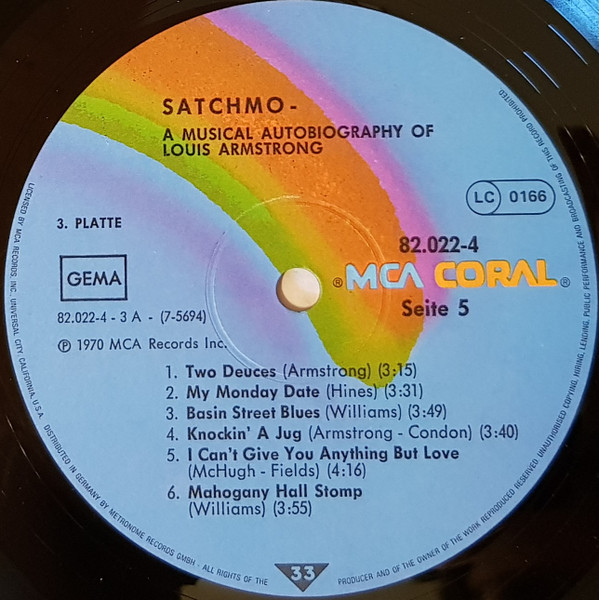 SATCHMO -
A MUSICAL AUTOBIOGRAPHY OF
LOUIS ARMSTRONG
LC 0166
3. PLATTE
82.022-4
GEMA
® MCA CORAL ®
Seite 5
82.022-4 - 3 A - (7-5694)
℗ 1970 MCA Records Inc.
1. Two Deuces (Armstrong) (3:15)
2. My Monday Date (Hines) (3:31)
3. Basin Street Blues (Williams) (3:49)
4. Knockin' A Jug (Armstrong - Condon) (3:40)
5. I Can't Give You Anything But Love
(McHugh - Fields) (4:16)
6. Mahogany Hall Stomp
(Williams) (3:55)
33
LICENSED BY MCA RECORDS, INC., UNIVERSAL CITY, CALIFORNIA, U.S.A. DISTRIBUTED IN GERMANY BY METRONOME RECORDS GMBH · ALL RIGHTS OF THE PRODUCER AND OF THE OWNER OF THE WORK REPRODUCED RESERVED. UNAUTHORISED COPYING, HIRING, LENDING, PUBLIC PERFORMANCE AND BROADCASTING OF THIS RECORD PROHIBITED.